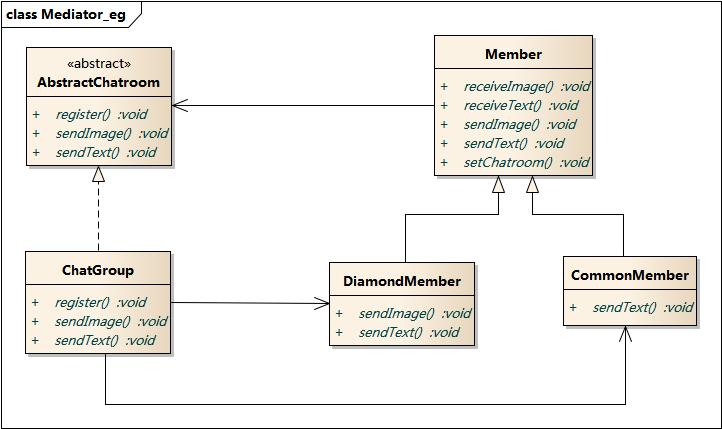 class Mediator_eg
«abstract»
AbstractChatroom
+ register() :void
+ sendImage() :void
+ sendText() :void
Member
+ receiveImage() :void
+ receiveText() :void
+ sendImage() :void
+ sendText() :void
+ setChatroom() :void
ChatGroup
+ register() :void
+ sendImage() :void
+ sendText() :void
DiamondMember
+ sendImage() :void
+ sendText() :void
CommonMember
+ sendText() :void